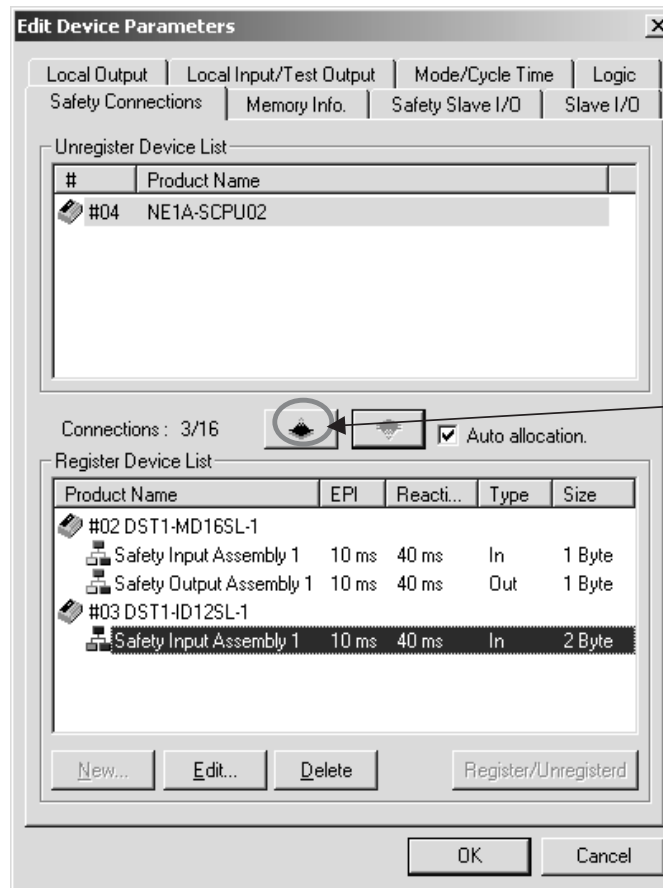 Edit Device Parameters
Local Output Local Input/Test Output Mode/Cycle Time Logic
Safety Connections Memory Info. Safety Slave I/O Slave I/O
Unregister Device List
# Product Name
#04 NE1A-SCPU02
Connections : 3/16 Auto allocation.
Register Device List
Product Name EPI Reacti... Type Size
#02 DST1-MD16SL-1
Safety Input Assembly 1 10 ms 40 ms In 1 Byte
Safety Output Assembly 1 10 ms 40 ms Out 1 Byte
#03 DST1-ID12SL-1
Safety Input Assembly 1 10 ms 40 ms In 2 Byte
New... Edit... Delete Register/Unregisterd
OK Cancel